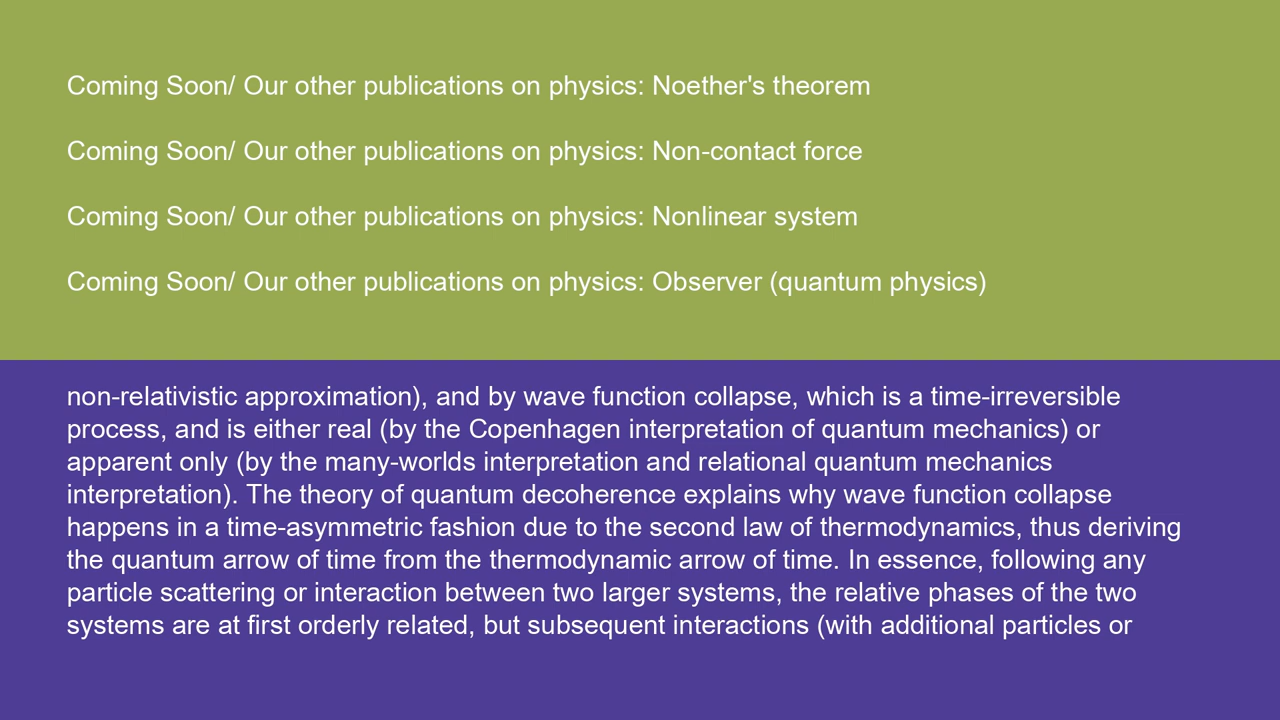 Coming Soon/ Our other publications on physics: Noether's theorem
Coming Soon/ Our other publications on physics: Non-contact force
Coming Soon/ Our other publications on physics: Nonlinear system
Coming Soon/ Our other publications on physics: Observer (quantum physics)
non-relativistic approximation), and by wave function collapse, which is a time-irreversible
process, and is either real (by the Copenhagen interpretation of quantum mechanics) or
apparent only (by the many-worlds interpretation and relational quantum mechanics
interpretation). The theory of quantum decoherence explains why wave function collapse
happens in a time-asymmetric fashion due to the second law of thermodynamics, thus deriving
the quantum arrow of time from the thermodynamic arrow of time. In essence, following any
particle scattering or interaction between two larger systems, the relative phases of the two
systems are at first orderly related, but subsequent interactions (with additional particles or